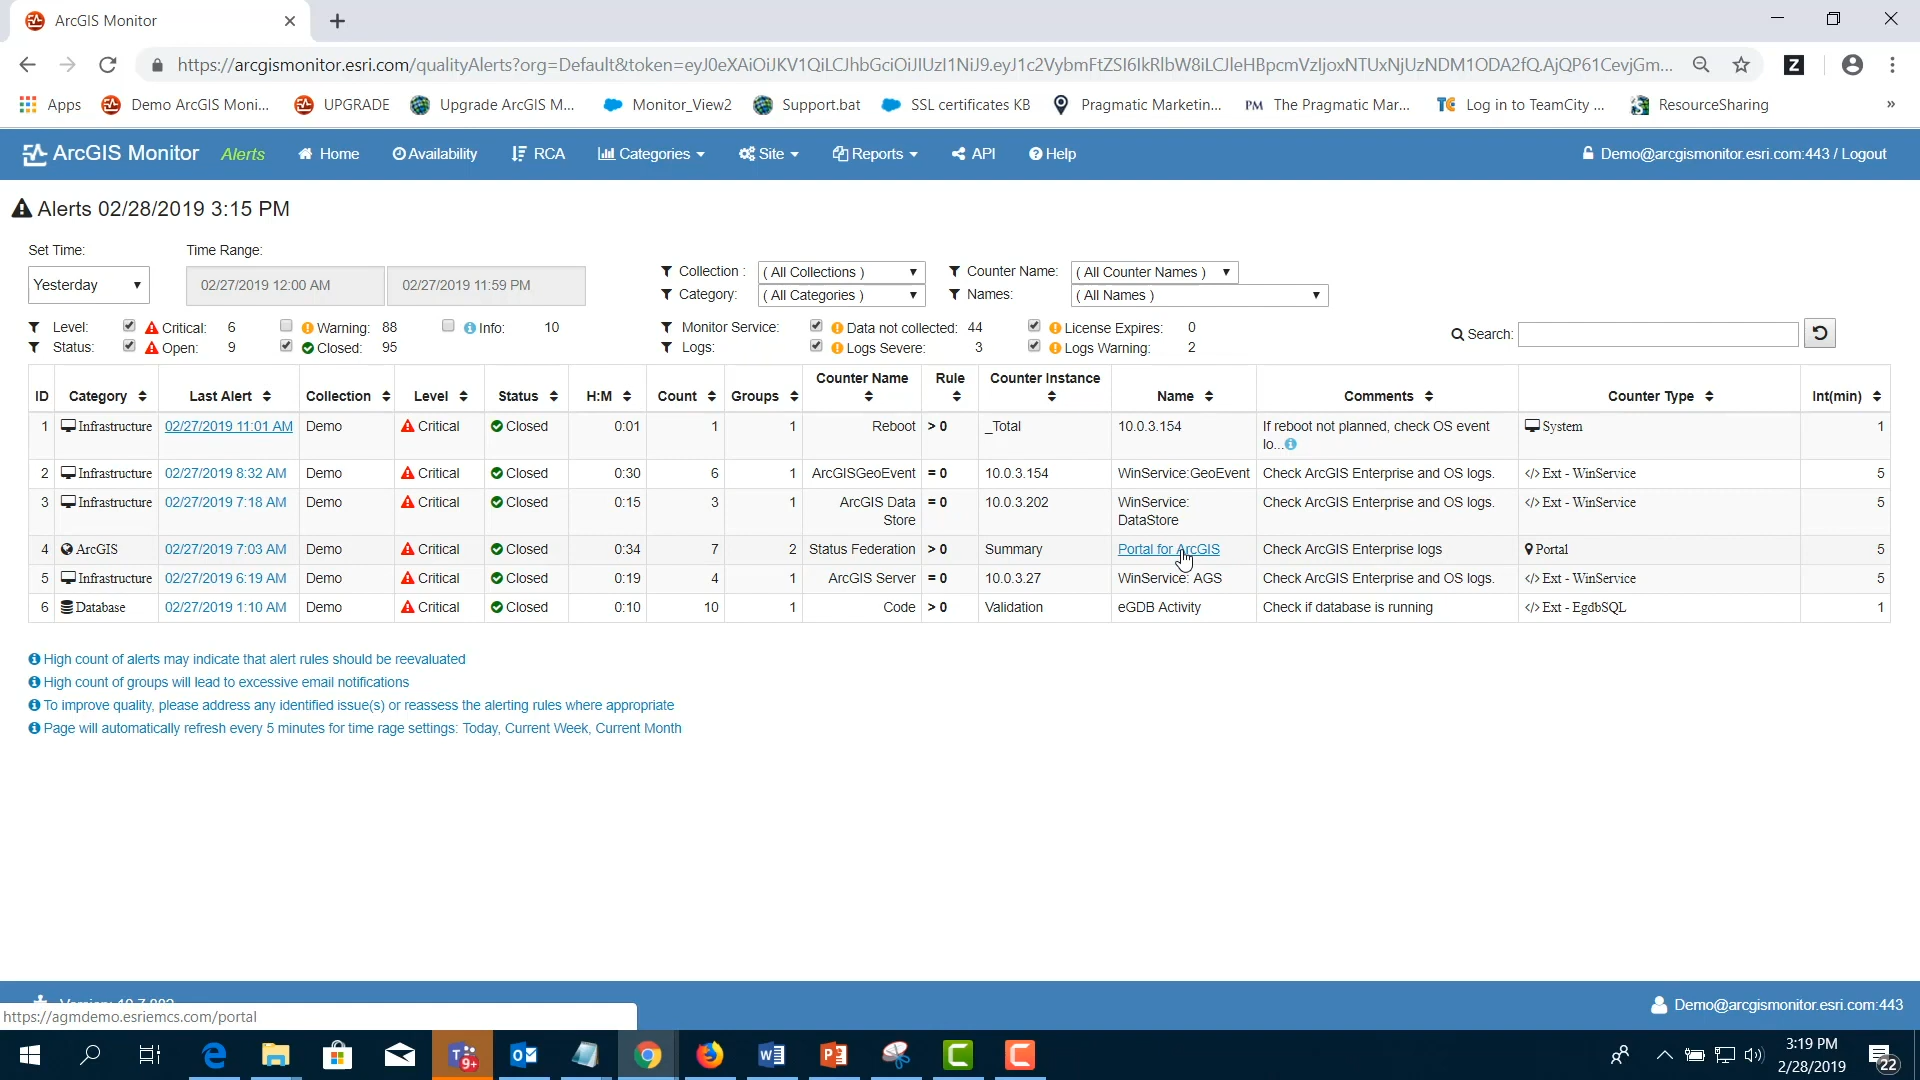 ArcGIS Monitor
https://arcgismonitor.esri.com/qualityAlerts?org=Default&token=eyJ0eXAiOiJKV1QiLCJhbGciOiJIUzI1NiJ9.eyJ1c2VybmFtZSI6IkRlbW8iLCJleHBpcmVzIjoxNTUxNjUzNDM1ODA2fQ.AjQP61CevjGm...
Apps Demo ArcGIS Moni... UPGRADE Upgrade ArcGIS M... Monitor_View2 Support.bat SSL certificates KB Pragmatic Marketin... PM The Pragmatic Mar... TC Log in to TeamCity ... ResourceSharing »
ArcGIS Monitor Alerts Home Availability RCA Categories Site Reports API Help Demo@arcgismonitor.esri.com:443 / Logout
Alerts 02/28/2019 3:15 PM
Set Time: Time Range:
Collection : ( All Collections ) Counter Name: ( All Counter Names )
Yesterday 02/27/2019 12:00 AM 02/27/2019 11:59 PM
Category: ( All Categories ) Names: ( All Names )
Level: Critical: 6 Warning: 88 Info: 10 Monitor Service: Data not collected: 44 License Expires: 0
Search:
Status: Open: 9 Closed: 95 Logs: Logs Severe: 3 Logs Warning: 2
ID Category Last Alert Collection Level Status H:M Count Groups Counter Name Rule Counter Instance Name Comments Counter Type Int(min)
1 Infrastructure 02/27/2019 11:01 AM Demo Critical Closed 0:01 1 1 Reboot > 0 _Total 10.0.3.154 If reboot not planned, check OS event System 1
lo...
2 Infrastructure 02/27/2019 8:32 AM Demo Critical Closed 0:30 6 1 ArcGISGeoEvent = 0 10.0.3.154 WinService:GeoEvent Check ArcGIS Enterprise and OS logs. </> Ext - WinService 5
3 Infrastructure 02/27/2019 7:18 AM Demo Critical Closed 0:15 3 1 ArcGIS Data = 0 10.0.3.202 WinService: Check ArcGIS Enterprise and OS logs. </> Ext - WinService 5
Store DataStore
4 ArcGIS 02/27/2019 7:03 AM Demo Critical Closed 0:34 7 2 Status Federation > 0 Summary Portal for ArcGIS Check ArcGIS Enterprise logs Portal 5
5 Infrastructure 02/27/2019 6:19 AM Demo Critical Closed 0:19 4 1 ArcGIS Server = 0 10.0.3.27 WinService: AGS Check ArcGIS Enterprise and OS logs. </> Ext - WinService 5
6 Database 02/27/2019 1:10 AM Demo Critical Closed 0:10 10 1 Code > 0 Validation eGDB Activity Check if database is running </> Ext - EgdbSQL 1
High count of alerts may indicate that alert rules should be reevaluated
High count of groups will lead to excessive email notifications
To improve quality, please address any identified issue(s) or reassess the alerting rules where appropriate
Page will automatically refresh every 5 minutes for time rage settings: Today, Current Week, Current Month
Demo@arcgismonitor.esri.com:443
https://agmdemo.esriemcs.com/portal
3:19 PM
2/28/2019
9+
22